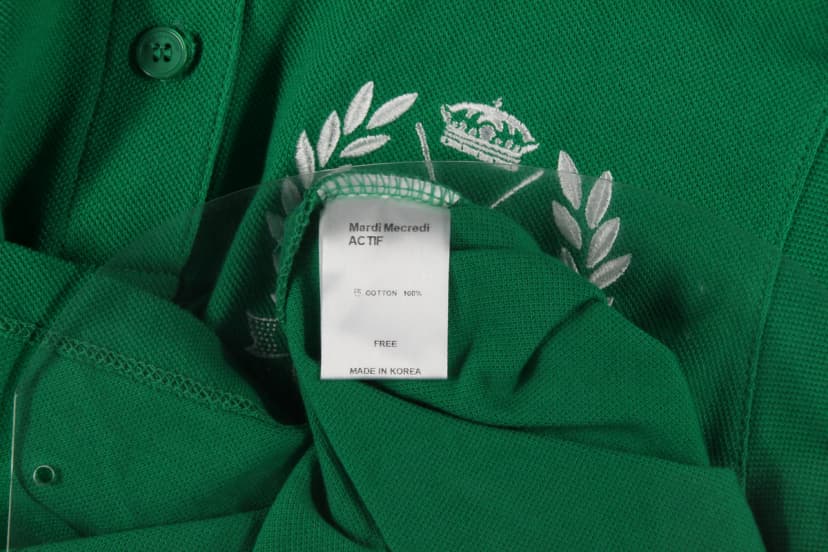 Mardi Mecredi
ACTIF
COTTON 100%
FREE
MADE IN KOREA